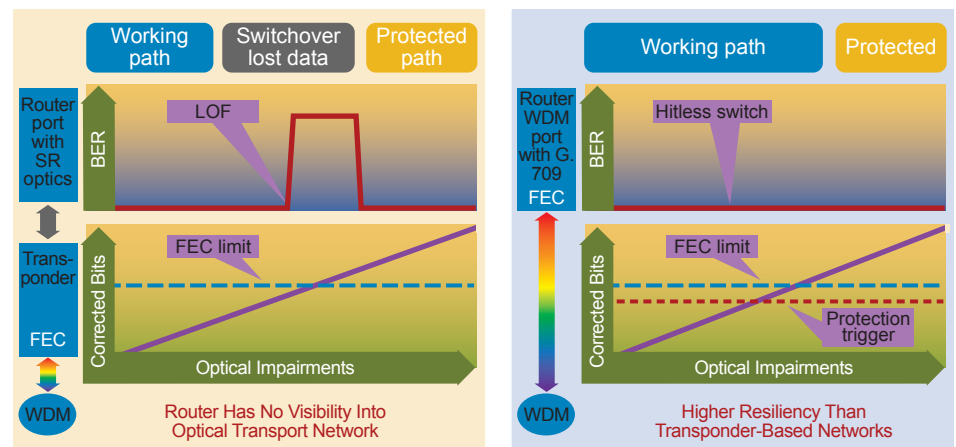 Working
path
Switchover
lost data
Protected
path
Router
port
with
SR
optics
BER
LOF
Trans-
ponder
FEC
Corrected Bits
FEC limit
Optical Impairments
WDM
Router Has No Visibility Into
Optical Transport Network
Working path
Protected
Router
WDM
port
with G.
709
FEC
BER
Hitless switch
Corrected Bits
FEC limit
Protection
trigger
Optical Impairments
WDM
Higher Resiliency Than
Transponder-Based Networks